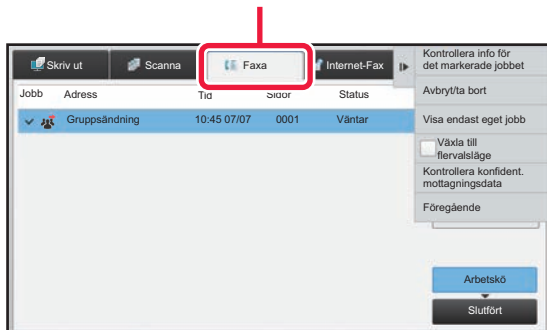 Skriv ut Scanna Faxa Internet-Fax
Jobb Adress Tid Sidor Status
Gruppsändning 10:45 07/07 0001 Väntar
Kontrollera info för
det markerade jobbet
Avbryt/ta bort
Visa endast eget jobb
Växla till
flervalsläge
Kontrollera konfident.
mottagningsdata
Föregående
Arbetskö
Slutfört